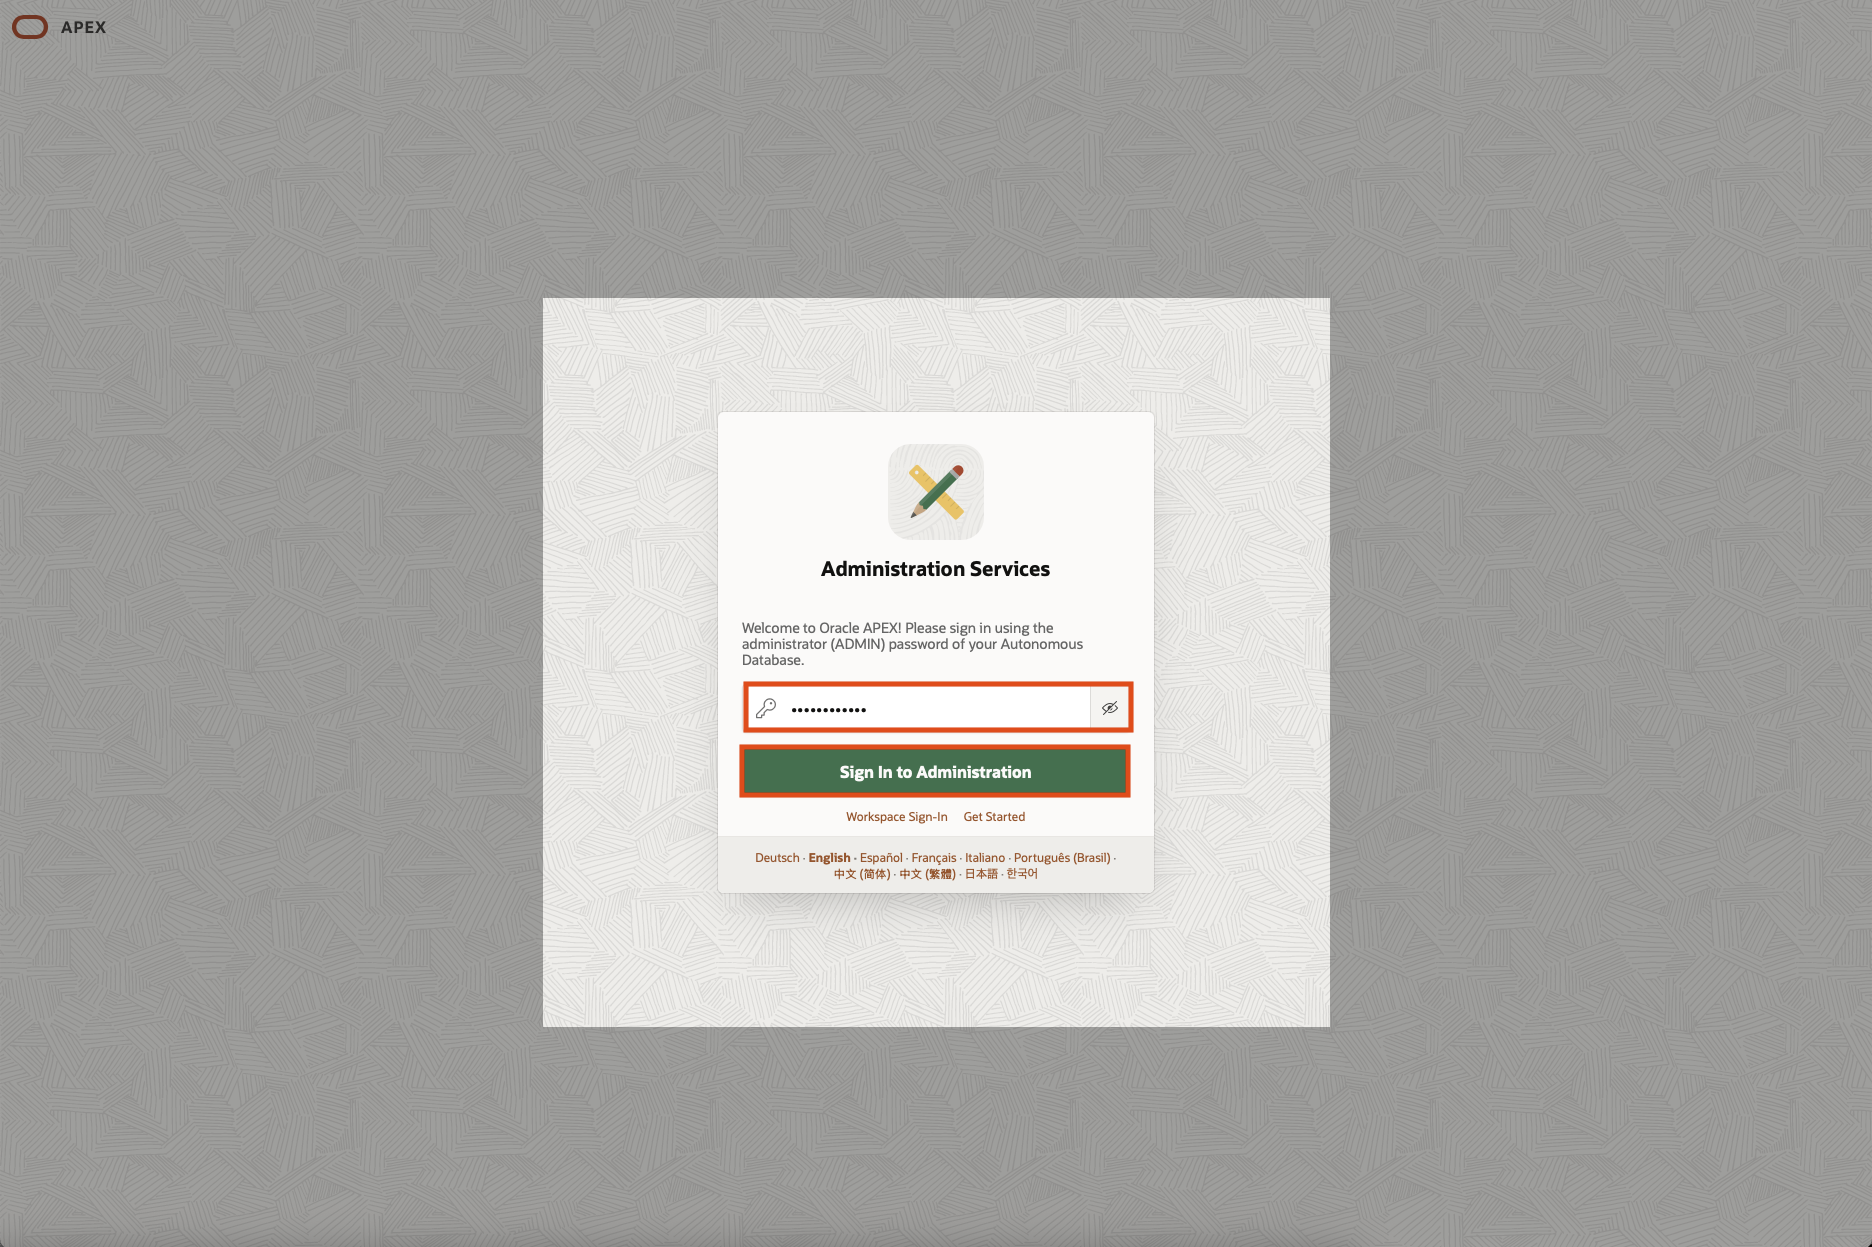 APEX
Administration Services
Welcome to Oracle APEX! Please sign in using the
administrator (ADMIN) password of your Autonomous
Database.
••••••••••••
Sign In to Administration
Workspace Sign-In Get Started
Deutsch · English · Español · Français · Italiano · Português (Brasil) ·
中文 (简体) · 中文 (繁體) · 日本語 · 한국어